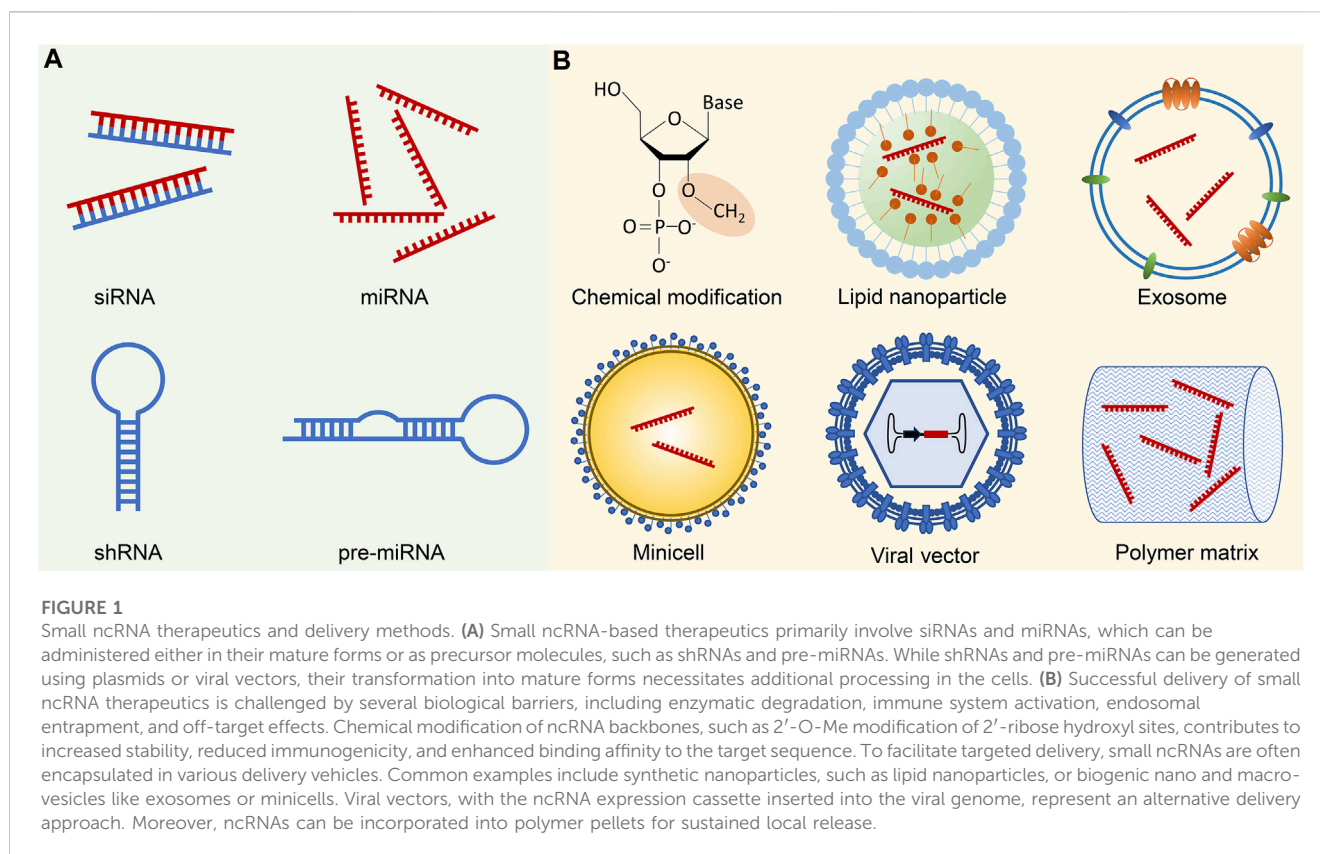 A
B
siRNA
miRNA
shRNA
pre-miRNA
HO
O
Base
O
O
CH2
O=P-O-
O-
Chemical modification
Lipid nanoparticle
Exosome
Minicell
Viral vector
Polymer matrix
FIGURE 1
Small ncRNA therapeutics and delivery methods. (A) Small ncRNA-based therapeutics primarily involve siRNAs and miRNAs, which can be
administered either in their mature forms or as precursor molecules, such as shRNAs and pre-miRNAs. While shRNAs and pre-miRNAs can be generated
using plasmids or viral vectors, their transformation into mature forms necessitates additional processing in the cells. (B) Successful delivery of small
ncRNA therapeutics is challenged by several biological barriers, including enzymatic degradation, immune system activation, endosomal
entrapment, and off-target effects. Chemical modification of ncRNA backbones, such as 2′-O-Me modification of 2′-ribose hydroxyl sites, contributes to
increased stability, reduced immunogenicity, and enhanced binding affinity to the target sequence. To facilitate targeted delivery, small ncRNAs are often
encapsulated in various delivery vehicles. Common examples include synthetic nanoparticles, such as lipid nanoparticles, or biogenic nano and macro-
vesicles like exosomes or minicells. Viral vectors, with the ncRNA expression cassette inserted into the viral genome, represent an alternative delivery
approach. Moreover, ncRNAs can be incorporated into polymer pellets for sustained local release.